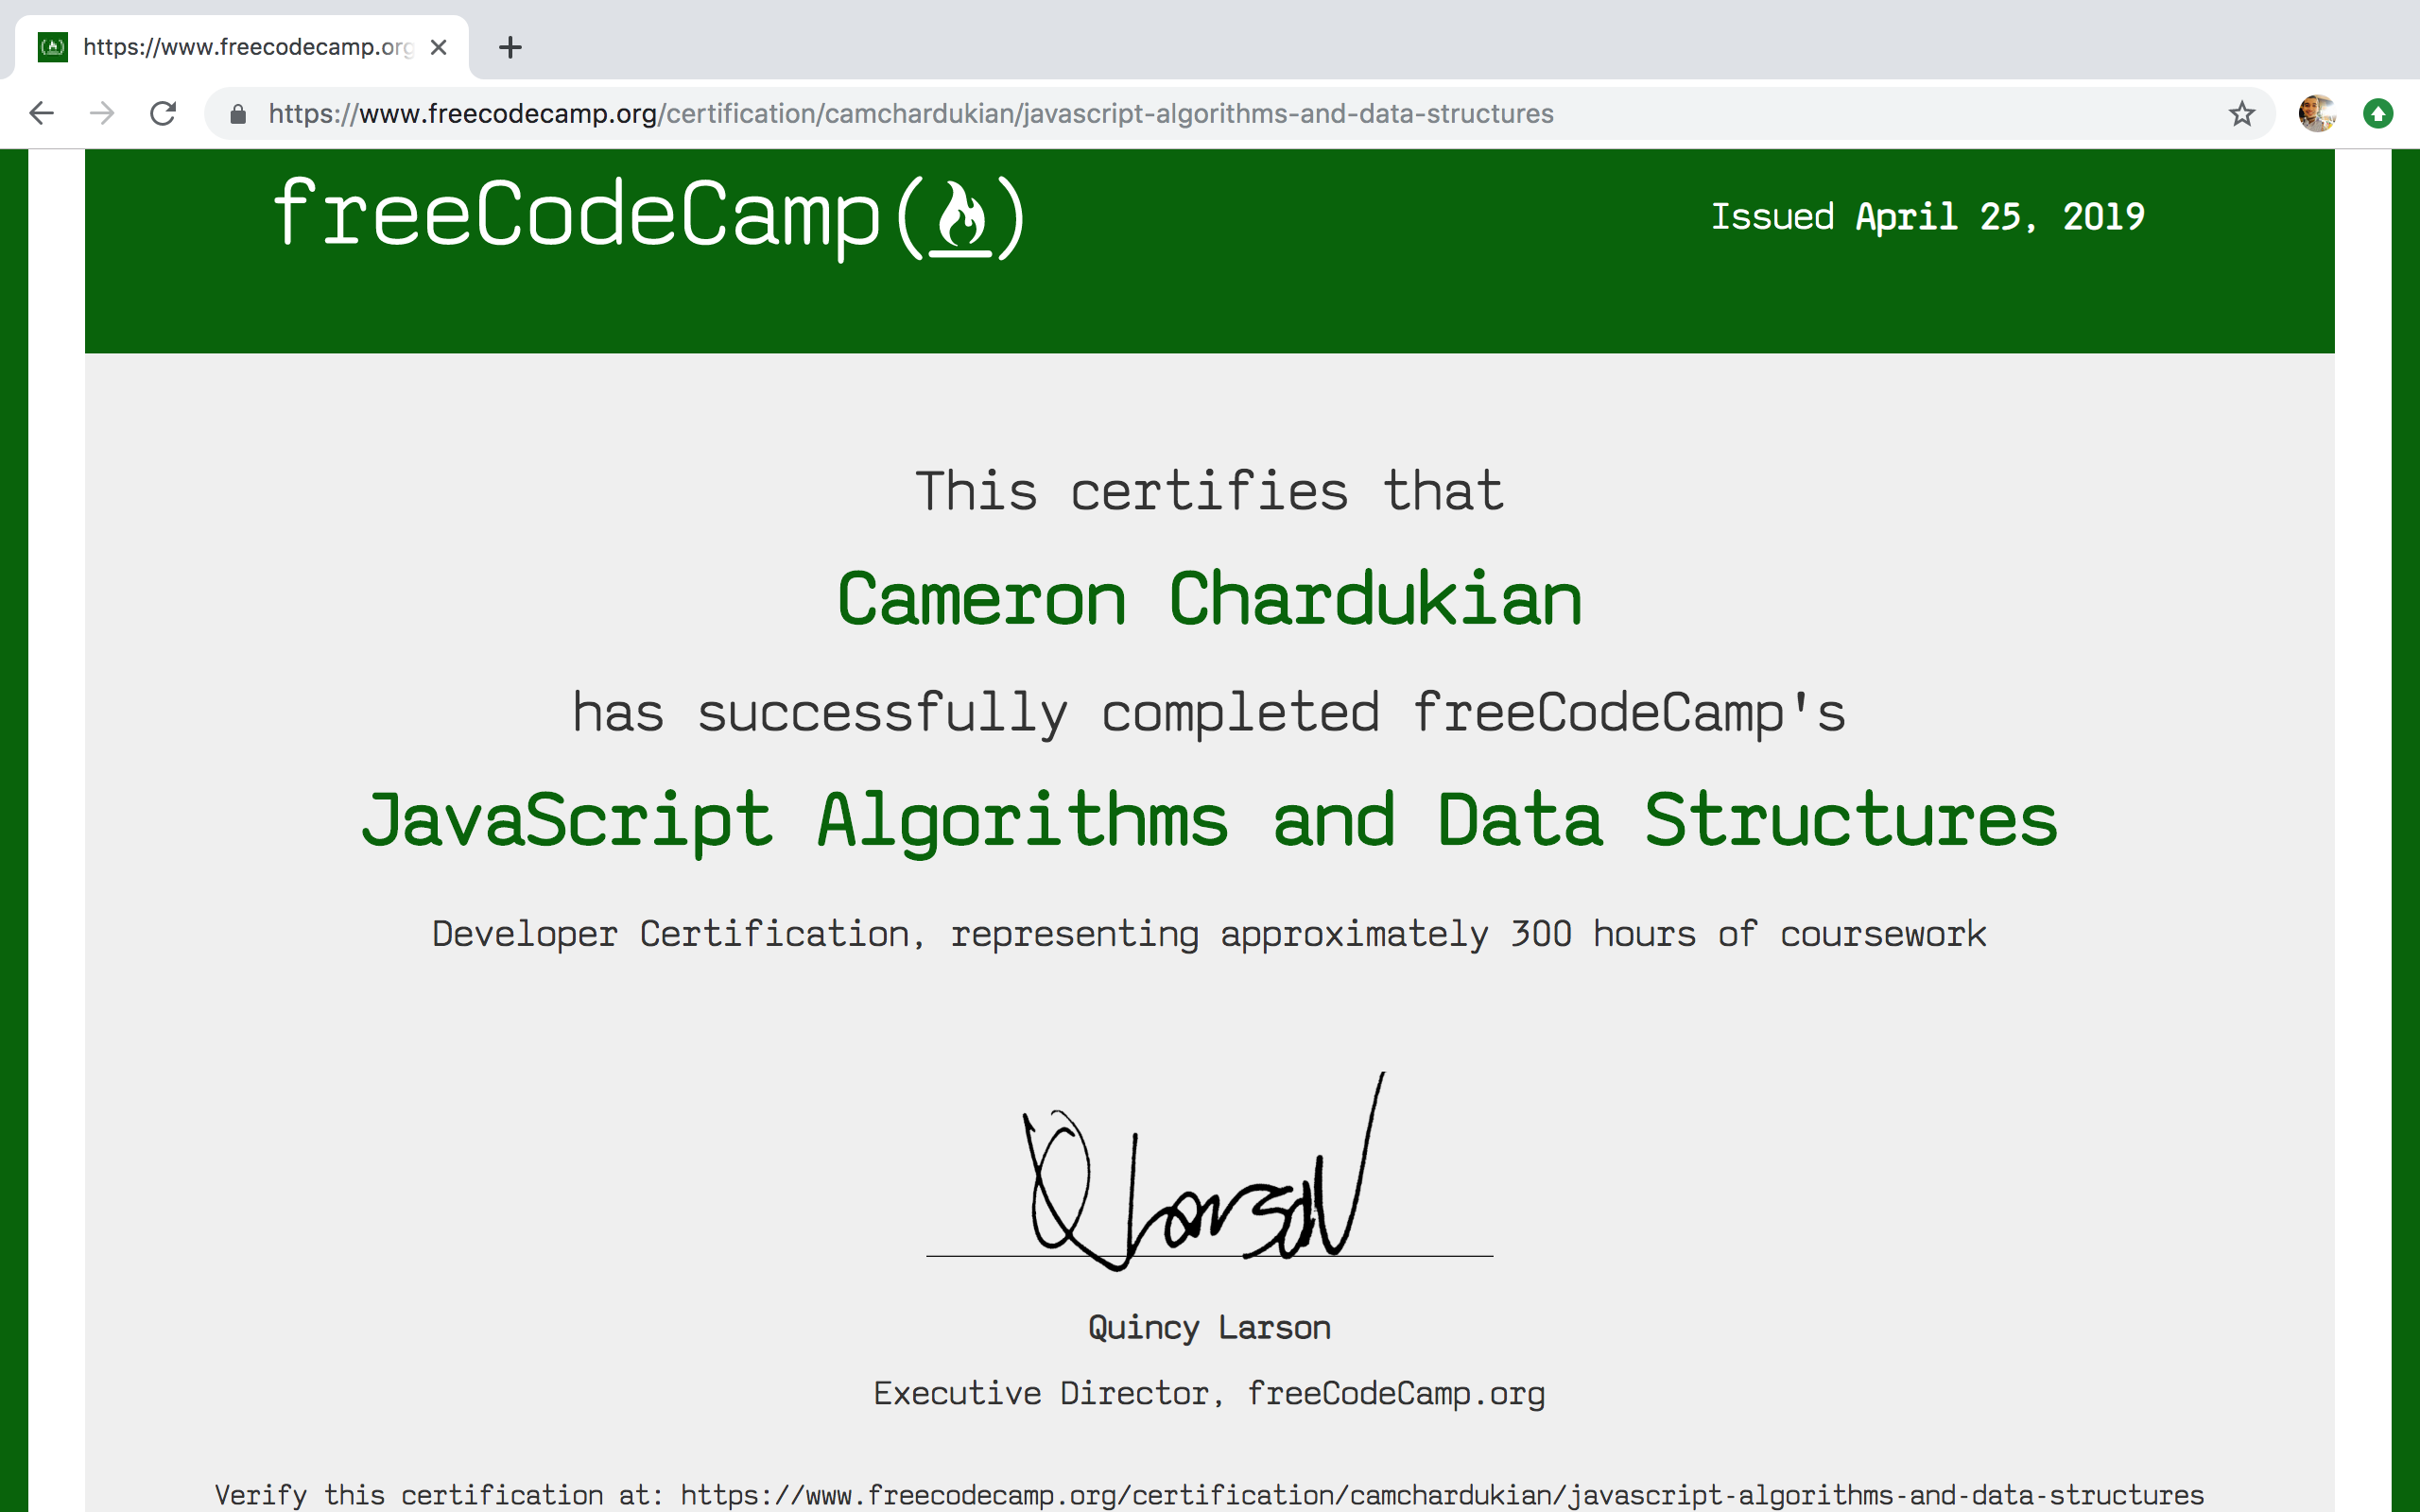 https://www.freecodecamp.org
https://www.freecodecamp.org/certification/camchardukian/javascript-algorithms-and-data-structures
freeCodeCamp
Issued April 25, 2019
This certifies that
Cameron Chardukian
has successfully completed freeCodeCamp's
JavaScript Algorithms and Data Structures
Developer Certification, representing approximately 300 hours of coursework
Q Larson
Quincy Larson
Executive Director, freeCodeCamp.org
Verify this certification at: https://www.freecodecamp.org/certification/camchardukian/javascript-algorithms-and-data-structures